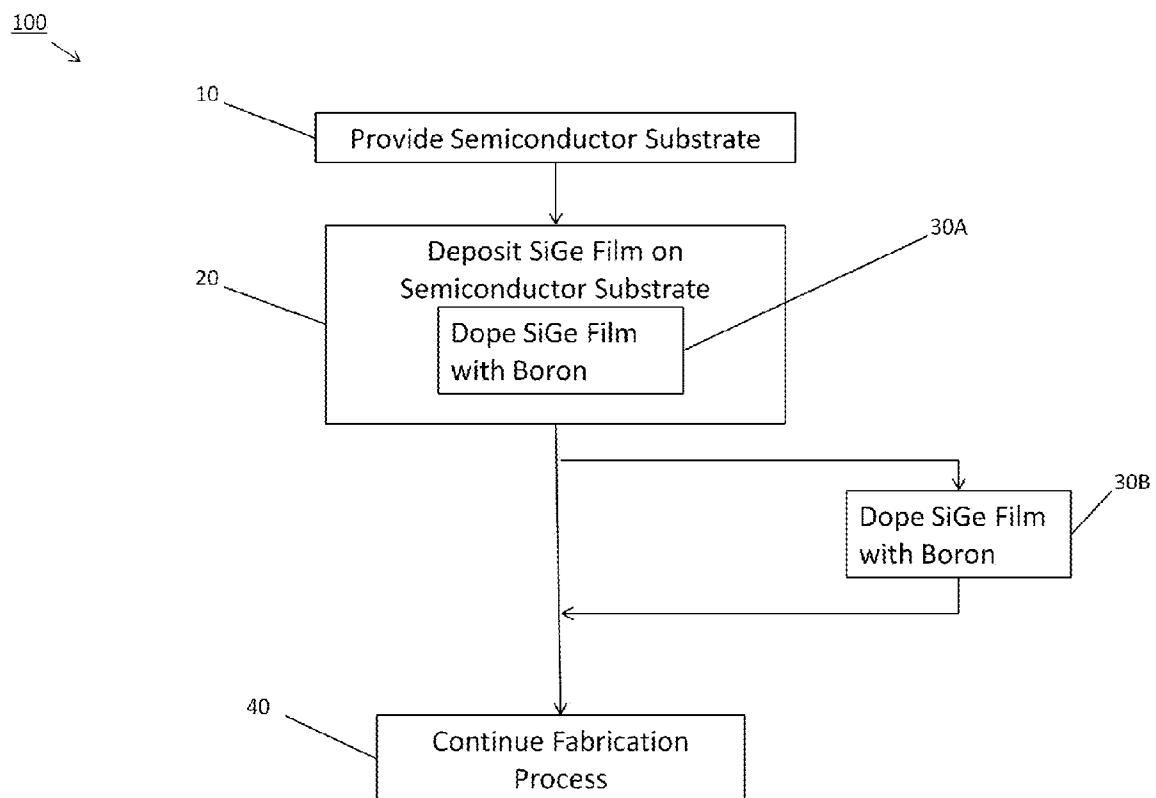 100
10
Provide Semiconductor Substrate
30A
Deposit SiGe Film on
Semiconductor Substrate
20
Dope SiGe Film
with Boron
30B
Dope SiGe Film
with Boron
40
Continue Fabrication
Process